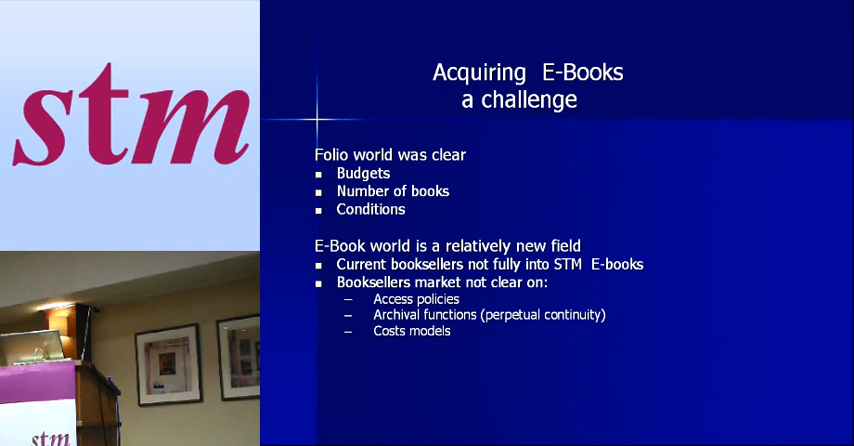 stm
Acquiring E-Books
a challenge
Folio world was clear
Budgets
Number of books
Conditions
E-Book world is a relatively new field
Current booksellers not fully into STM E-books
Booksellers market not clear on:
– Access policies
– Archival functions (perpetual continuity)
– Costs models
stm